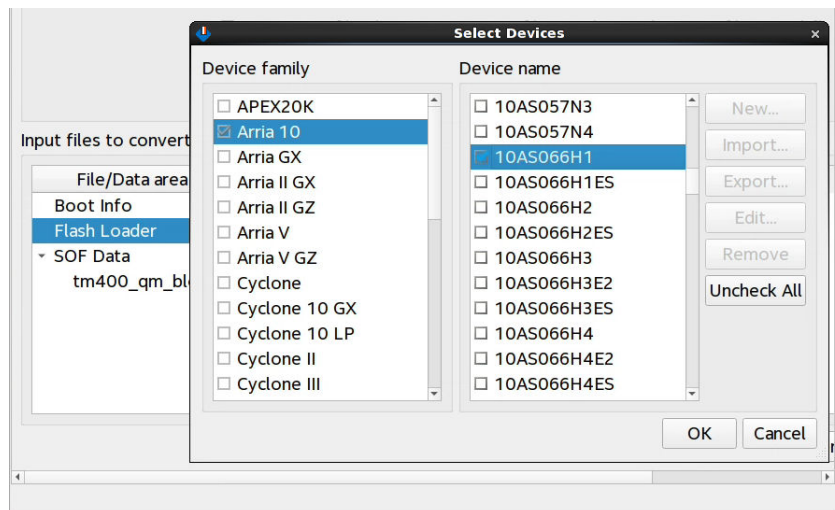 Select Devices
Device family
APEX20K
Arria 10
Arria GX
Arria II GX
Arria II GZ
Arria V
Arria V GZ
Cyclone
Cyclone 10 GX
Cyclone 10 LP
Cyclone II
Cyclone III
Device name
10AS057N3
10AS057N4
10AS066H1
10AS066H1ES
10AS066H2
10AS066H2ES
10AS066H3
10AS066H3E2
10AS066H3ES
10AS066H4
10AS066H4E2
10AS066H4ES
New...
Import...
Export...
Edit...
Remove
Uncheck All
OK
Cancel
Input files to convert
File/Data area
Boot Info
Flash Loader
SOF Data
tm400_qm_bl